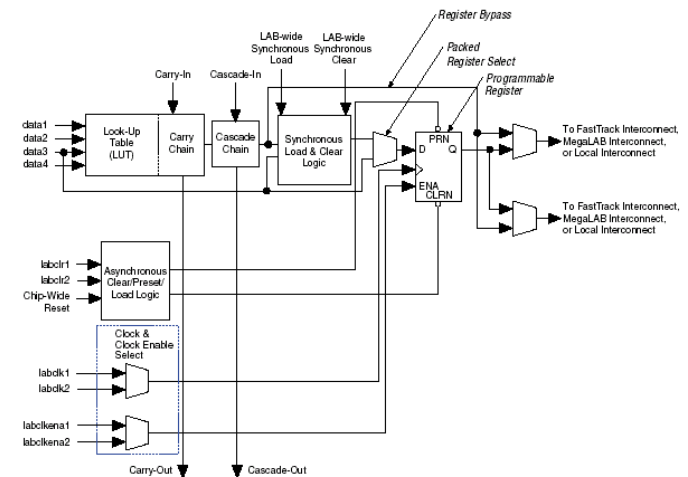 Register Bypass
LAB-wide
Synchronous
Load
LAB-wide
Synchronous
Clear
Packed
Register Select
Carry-In
Cascade-In
Programmable
Register
data1
data2
data3
data4
Look-Up
Table
(LUT)
Carry
Chain
Cascade
Chain
Synchronous
Load & Clear
Logic
PRN
D
Q
ENA
CLRN
To FastTrack Interconnect,
MegaLAB Interconnect,
or Local Interconnect
To FastTrack Interconnect,
MegaLAB Interconnect,
or Local Interconnect
labclr1
labclr2
Chip-Wide
Reset
Asynchronous
Clear/Preset/
Load Logic
Clock &
Clock Enable
Select
labclk1
labclk2
labclkena1
labclkena2
Carry-Out
Cascade-Out